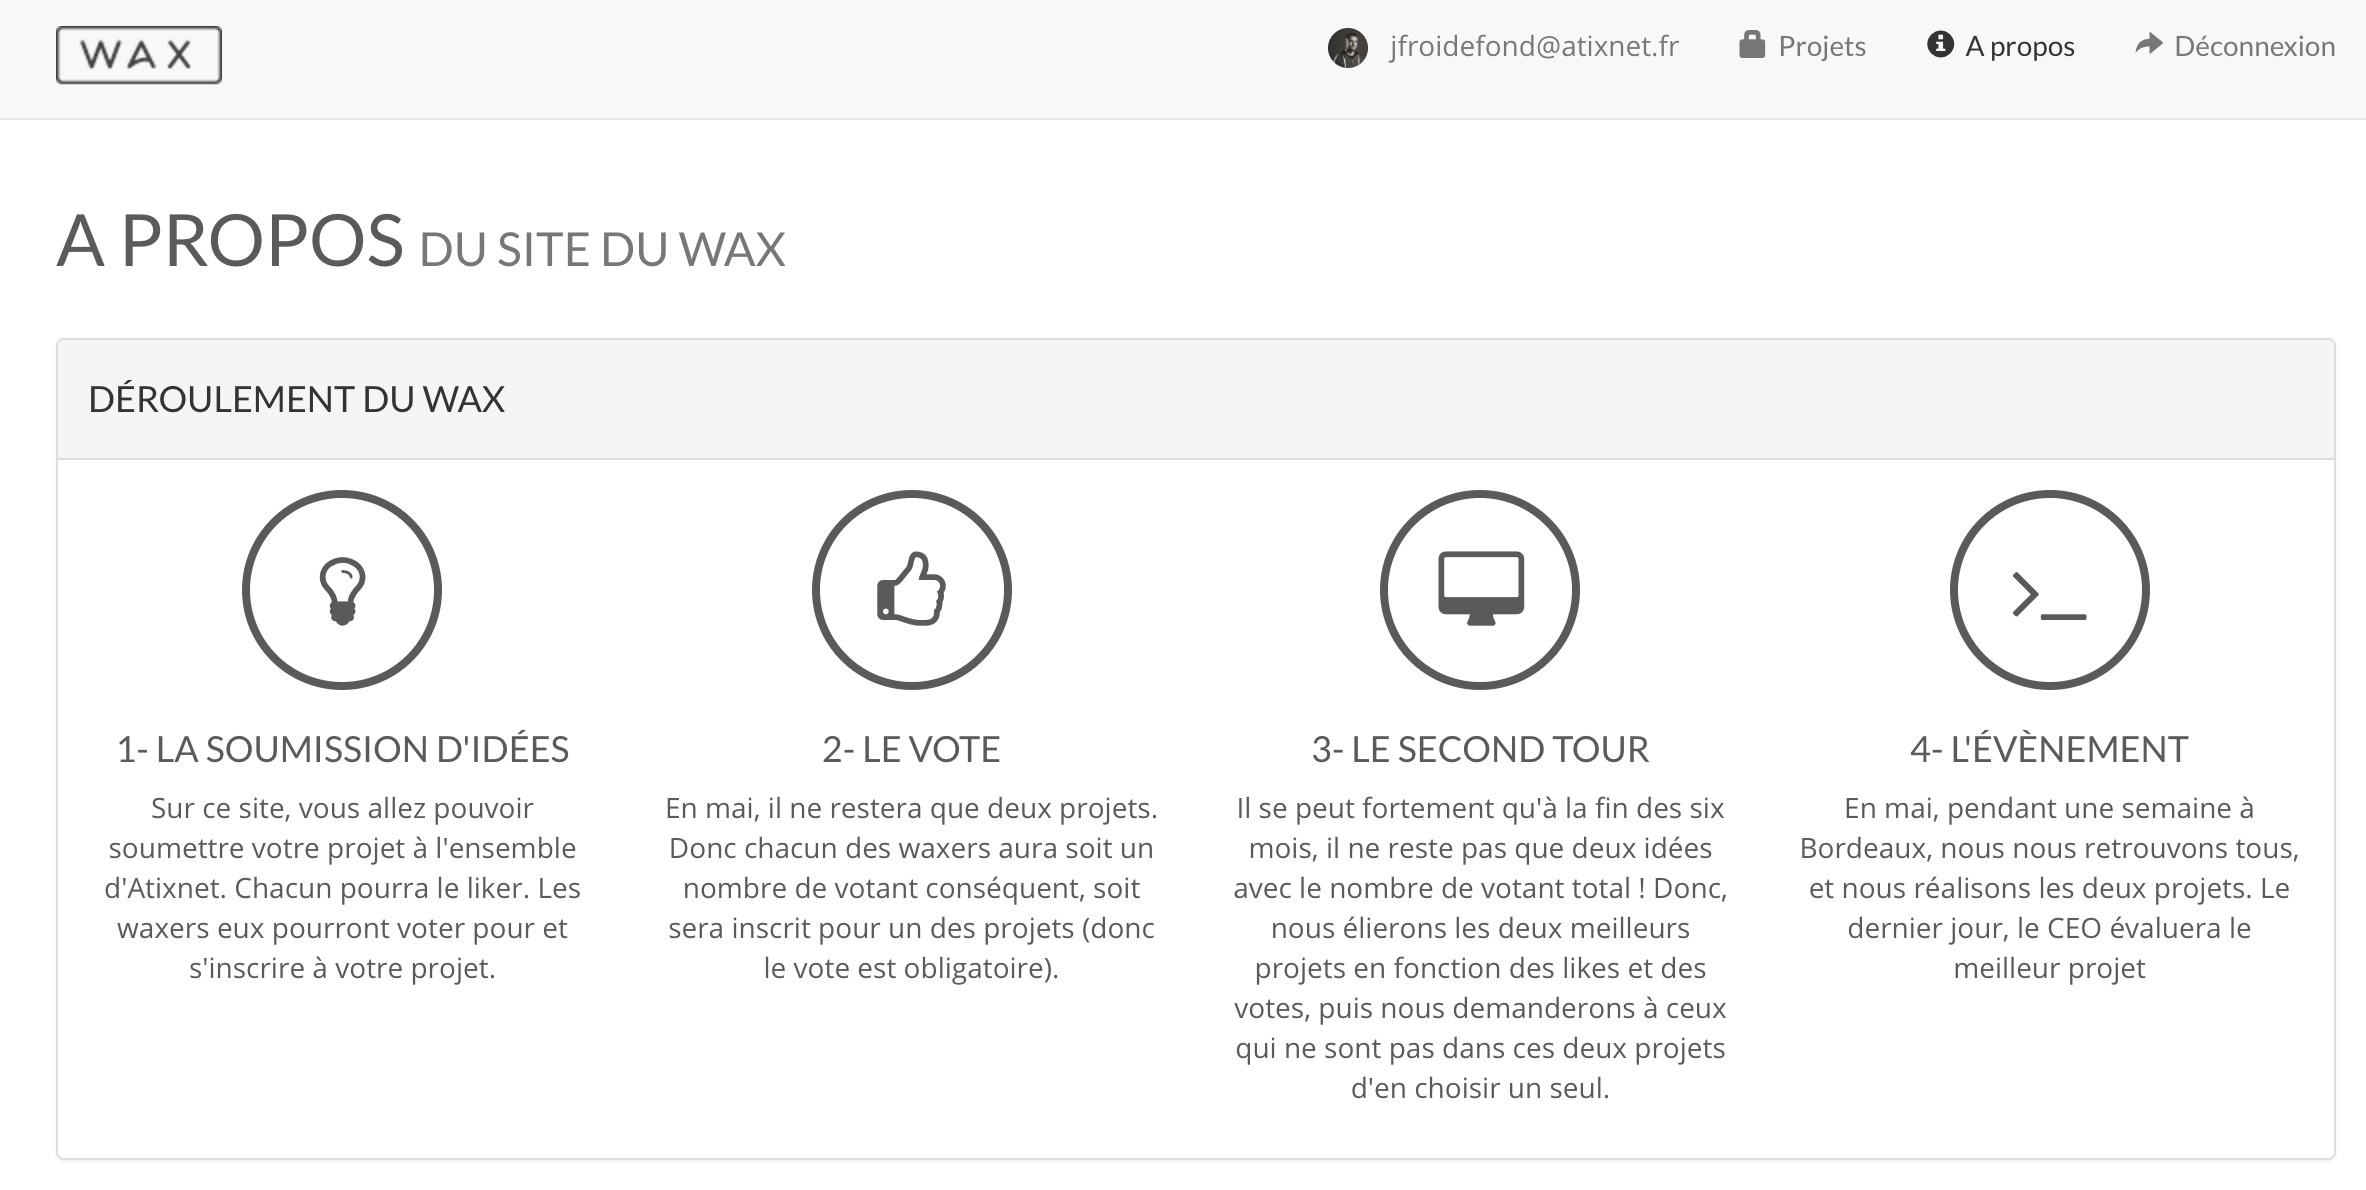 WAX
jfroidefond@atixnet.fr
Projets
A propos
Déconnexion
A PROPOS DU SITE DU WAX
DÉROULEMENT DU WAX
1- LA SOUMISSION D'IDÉES
Sur ce site, vous allez pouvoir
soumettre votre projet à l'ensemble
d'Atixnet. Chacun pourra le liker. Les
waxers eux pourront voter pour et
s'inscrire à votre projet.
2- LE VOTE
En mai, il ne restera que deux projets.
Donc chacun des waxers aura soit un
nombre de votant conséquent, soit
sera inscrit pour un des projets (donc
le vote est obligatoire).
3- LE SECOND TOUR
Il se peut fortement qu'à la fin des six
mois, il ne reste pas que deux idées
avec le nombre de votant total ! Donc,
nous élierons les deux meilleurs
projets en fonction des likes et des
votes, puis nous demanderons à ceux
qui ne sont pas dans ces deux projets
d'en choisir un seul.
4- L'ÉVÈNEMENT
En mai, pendant une semaine à
Bordeaux, nous nous retrouvons tous,
et nous réalisons les deux projets. Le
dernier jour, le CEO évaluera le
meilleur projet